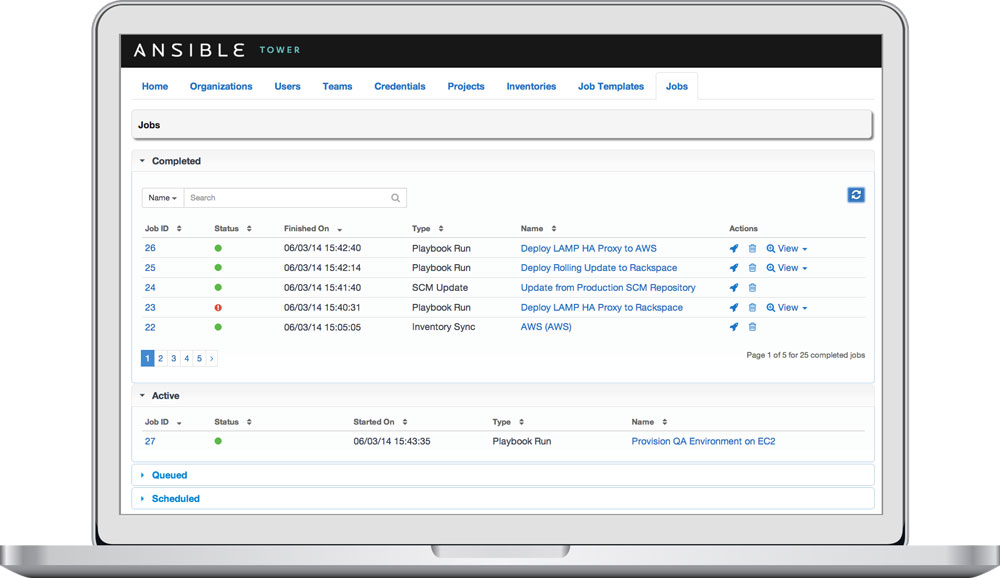 ANSIBLE TOWER
Home Organizations Users Teams Credentials Projects Inventories Job Templates Jobs
Jobs
Completed
Name Search
Job ID Status Finished On Type Name Actions
26 06/03/14 15:42:40 Playbook Run Deploy LAMP HA Proxy to AWS View
25 06/03/14 15:42:14 Playbook Run Deploy Rolling Update to Rackspace View
24 06/03/14 15:41:40 SCM Update Update from Production SCM Repository
23 06/03/14 15:40:31 Playbook Run Deploy LAMP HA Proxy to Rackspace View
22 06/03/14 15:05:05 Inventory Sync AWS (AWS)
1 2 3 4 5 › Page 1 of 5 for 25 completed jobs
Active
Job ID Status Started On Type Name
27 06/03/14 15:43:35 Playbook Run Provision QA Environment on EC2
Queued
Scheduled